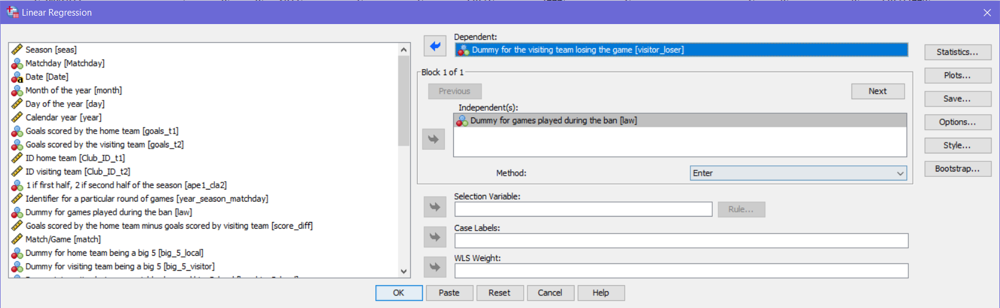 Linear Regression
Season [seas]
Matchday [Matchday]
Date [Date]
Month of the year [month]
Day of the year [day]
Calendar year [year]
Goals scored by the home team [goals_t1]
Goals scored by the visiting team [goals_t2]
ID home team [Club_ID_t1]
ID visiting team [Club_ID_t2]
1 if first half, 2 if second half of the season [ape1_cla2]
Identifier for a particular round of games [year_season_matchday]
Dummy for games played during the ban [law]
Goals scored by the home team minus goals scored by visiting team [score_diff]
Match/Game [match]
Dummy for home team being a big 5 [big_5_local]
Dummy for visiting team being a big 5 [big_5_visitor]
Dependent:
Dummy for the visiting team losing the game [visitor_loser]
Block 1 of 1
Previous
Next
Independent(s):
Dummy for games played during the ban [law]
Method:
Enter
Selection Variable:
Rule...
Case Labels:
WLS Weight:
Statistics...
Plots...
Save...
Options...
Style...
Bootstrap...
OK
Paste
Reset
Cancel
Help